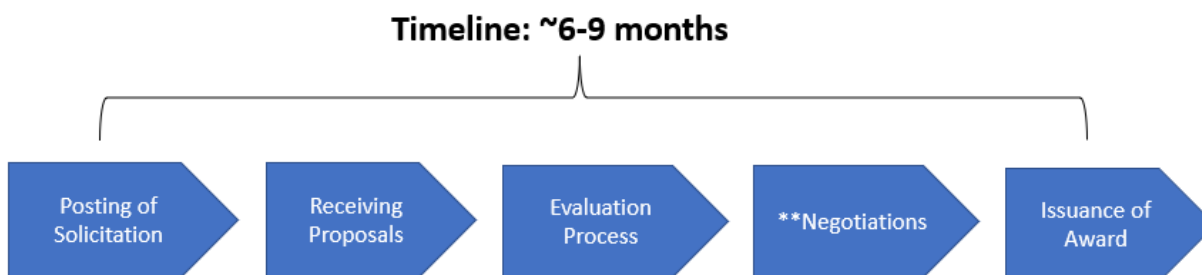 Timeline: ~6-9 months
Posting of
Solicitation
Receiving
Proposals
Evaluation
Process
**Negotiations
Issuance of
Award